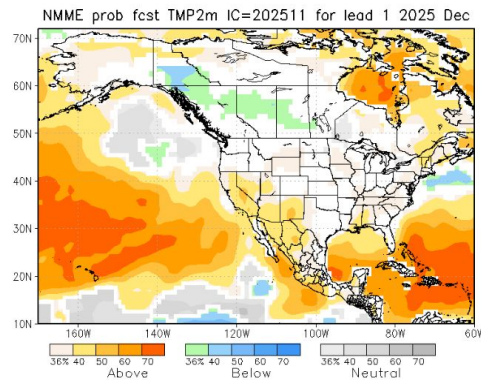 NMME prob fcst TMP2m IC=202511 for lead 1 2025 Dec
70N
60N
50N
40N
30N
20N
10N
160W 140W 120W 100W 80W 60W
36% 40 50 60 70 36% 40 50 60 70 36% 40 50 60 70
Above Below Neutral